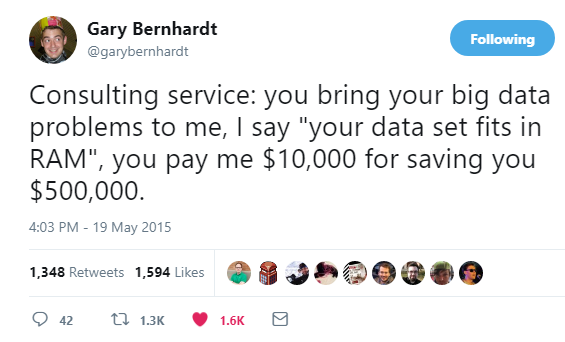 Gary Bernhardt
@garybernhardt
Following
Consulting service: you bring your big data
problems to me, I say "your data set fits in
RAM", you pay me $10,000 for saving you
$500,000.
4:03 PM - 19 May 2015
1,348 Retweets 1,594 Likes
42 1.3K 1.6K